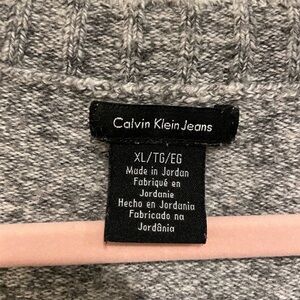 Calvin Klein Jeans
XL/TG/EG
Made in Jordan
Fabriqué en
Jordanie
Hecho en Jordania
Fabricado na
Jordânia